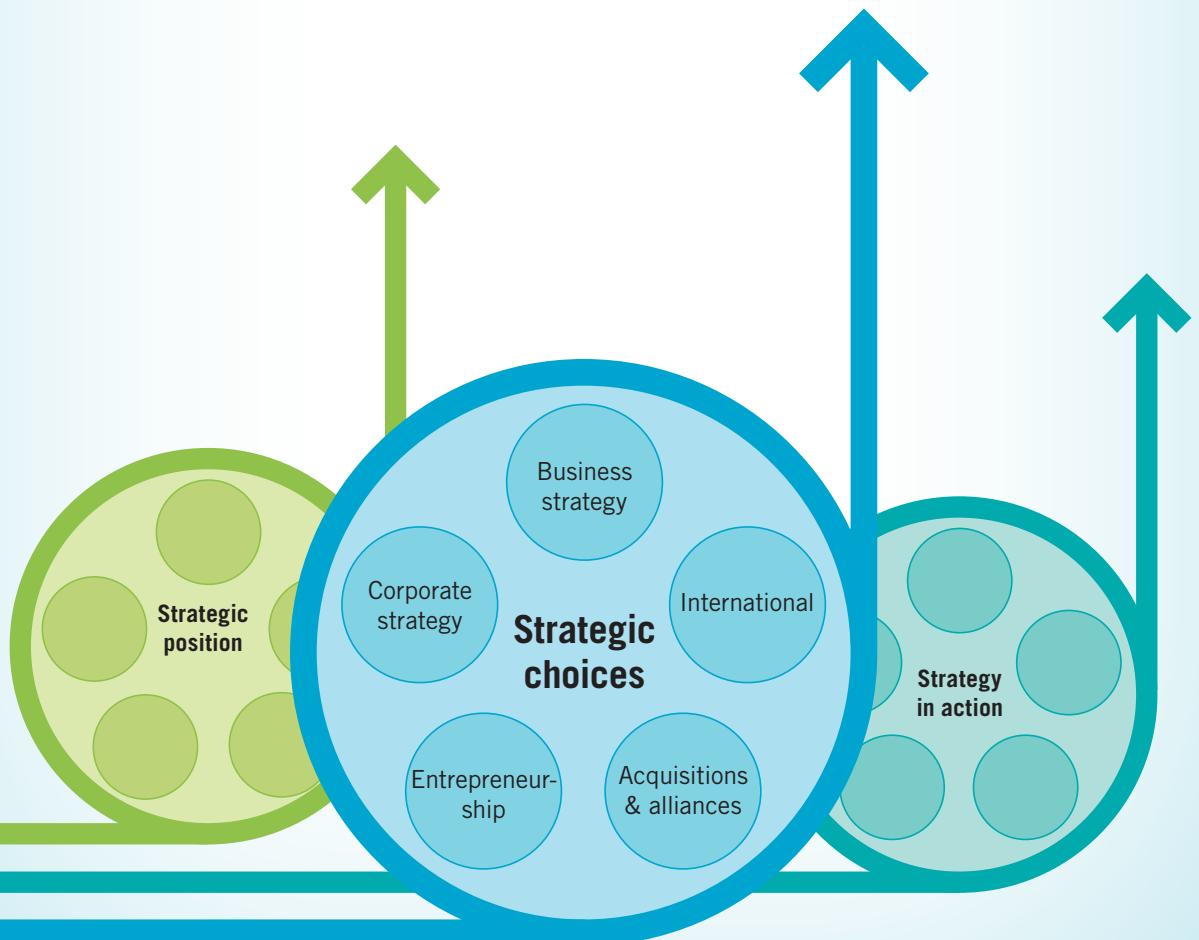 Strategic
position
Business
strategy
Corporate
strategy
International
Strategic
choices
Entrepreneur-
ship
Acquisitions
& alliances
Strategy
in action